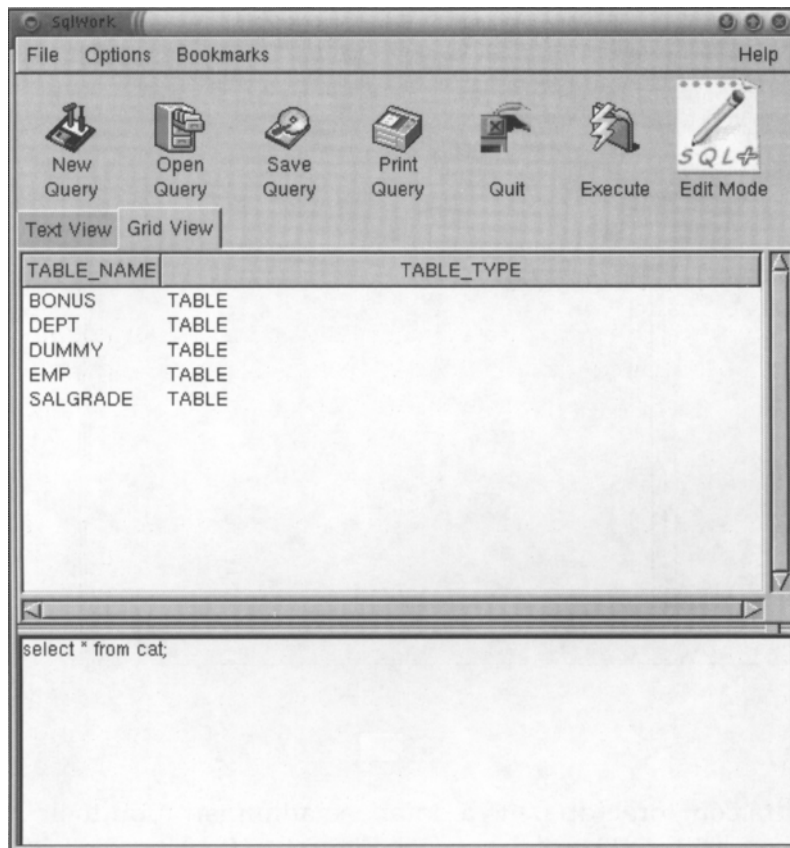 SqlWork
File Options Bookmarks Help
New Query
Open Query
Save Query
Print Query
Quit
Execute
SQL+
Edit Mode
Text View Grid View
TABLE_NAME TABLE_TYPE
BONUS TABLE
DEPT TABLE
DUMMY TABLE
EMP TABLE
SALGRADE TABLE
select * from cat;